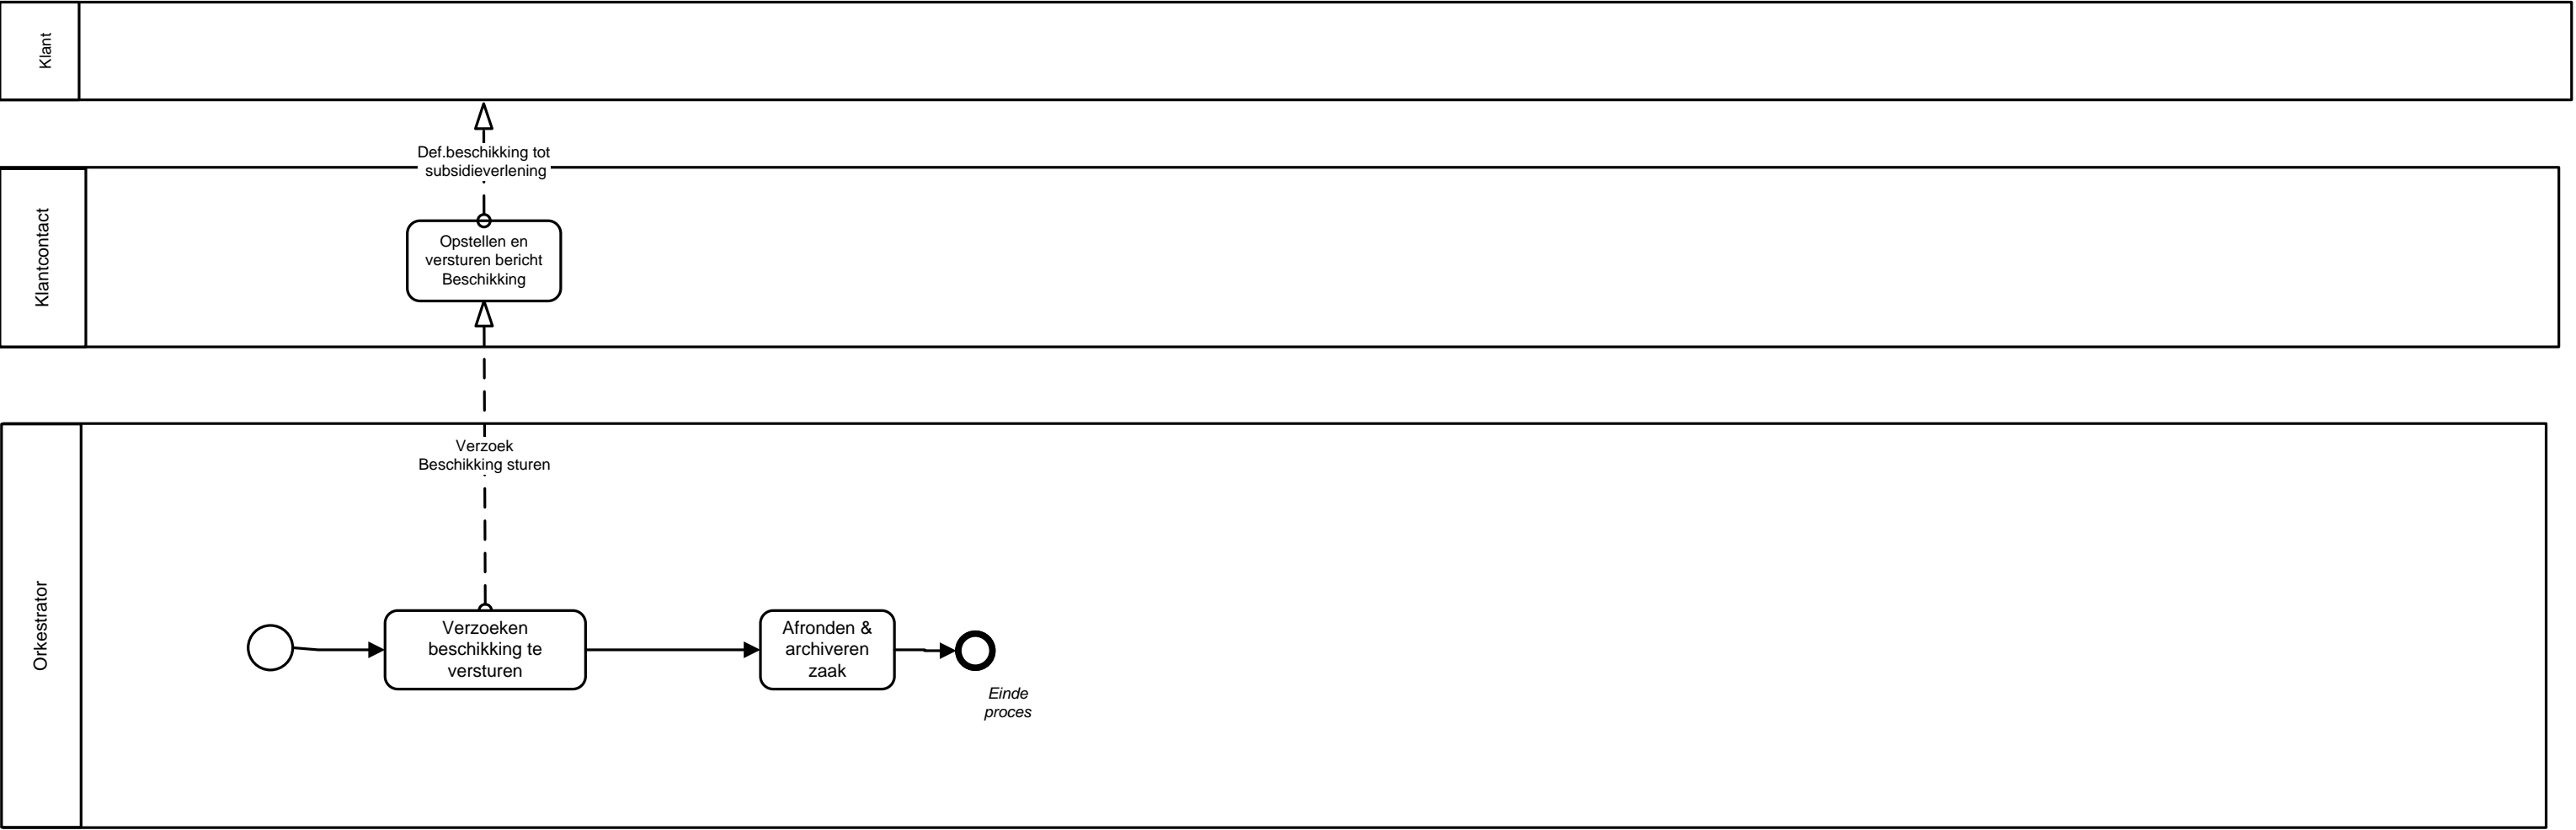 Klant
Def.beschikking tot
subsidieverlening
Klantcontact
Opstellen en
versturen bericht
Beschikking
Verzoek
Beschikking sturen
Orkestrator
Verzoeken
beschikking te
versturen
Afronden &
archiveren
zaak
Einde
proces